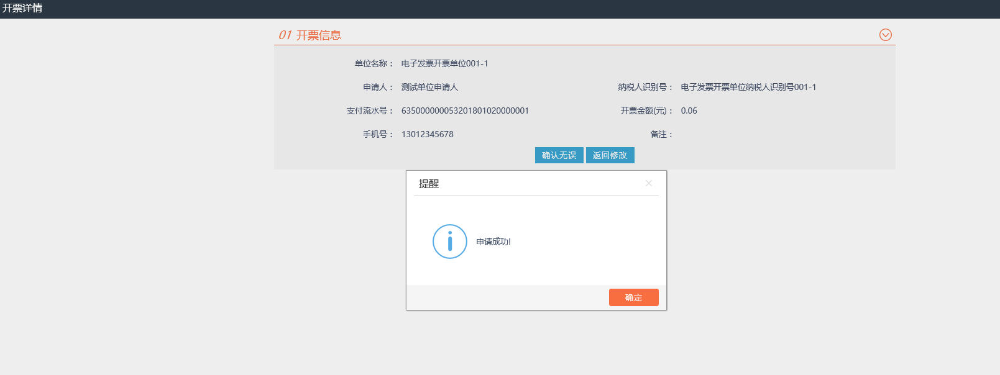 开票详情
01 开票信息
单位名称： 电子发票开票单位001-1
申请人： 测试单位申请人 纳税人识别号： 电子发票开票单位纳税人识别号001-1
支付流水号： 6350000000053201801020000001 开票金额(元)： 0.06
手机号： 13012345678 备注：
确认无误 返回修改
提醒
申请成功!
确定